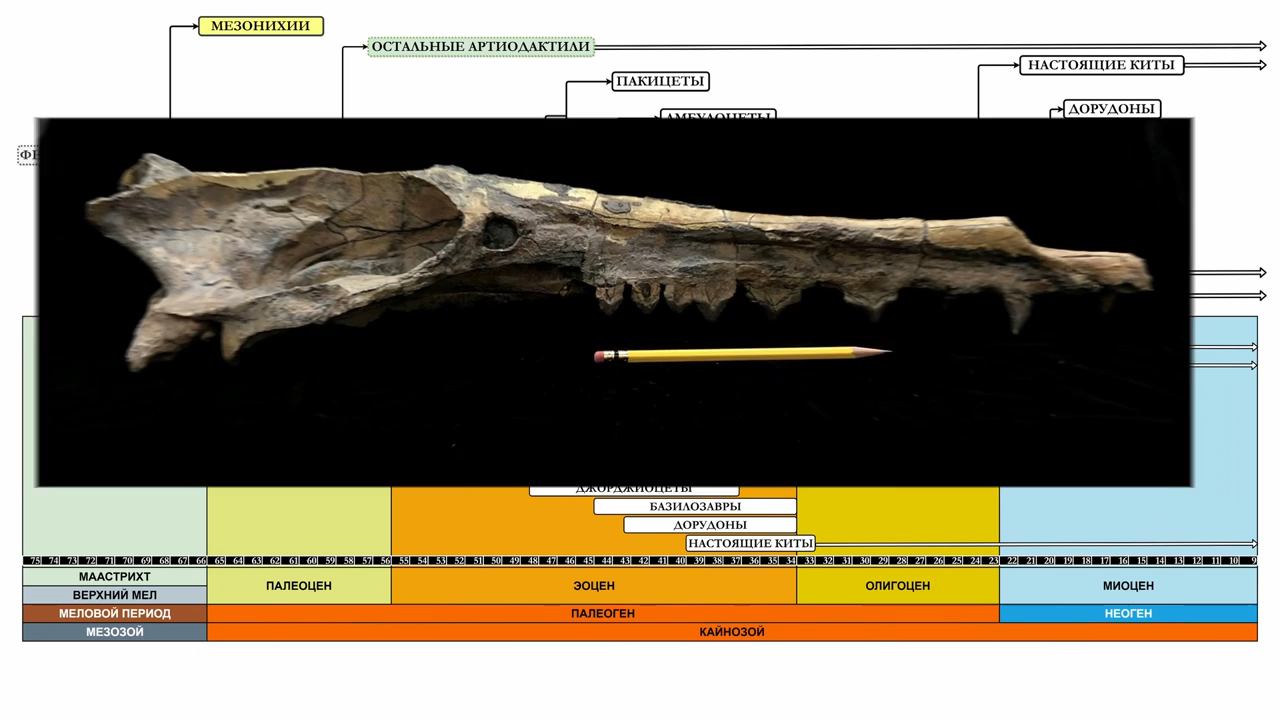 МЕЗОНИХИИ
ОСТАЛЬНЫЕ АРТИОДАКТИЛИ
НАСТОЯЩИЕ КИТЫ
ПАКИЦЕТЫ
ДОРУДОНЫ
АМБУЛОЦЕТЫ
ДЖОРДЖИОЦЕТЫ
БАЗИЛОЗАВРЫ
ДОРУДОНЫ
НАСТОЯЩИЕ КИТЫ
75 74 73 72 71 70 69 68 67 66 65 64 63 62 61 60 59 58 57 56 55 54 53 52 51 50 49 48 47 46 45 44 43 42 41 40 39 38 37 36 35 34 33 32 31 30 29 28 27 26 25 24 23 22 21 20 19 18 17 16 15 14 13 12 11 10 9
МААСТРИХТ
ПАЛЕОЦЕН ЭОЦЕН ОЛИГОЦЕН МИОЦЕН
ВЕРХНИЙ МЕЛ
МЕЛОВОЙ ПЕРИОД ПАЛЕОГЕН НЕОГЕН
МЕЗОЗОЙ КАЙНОЗОЙ